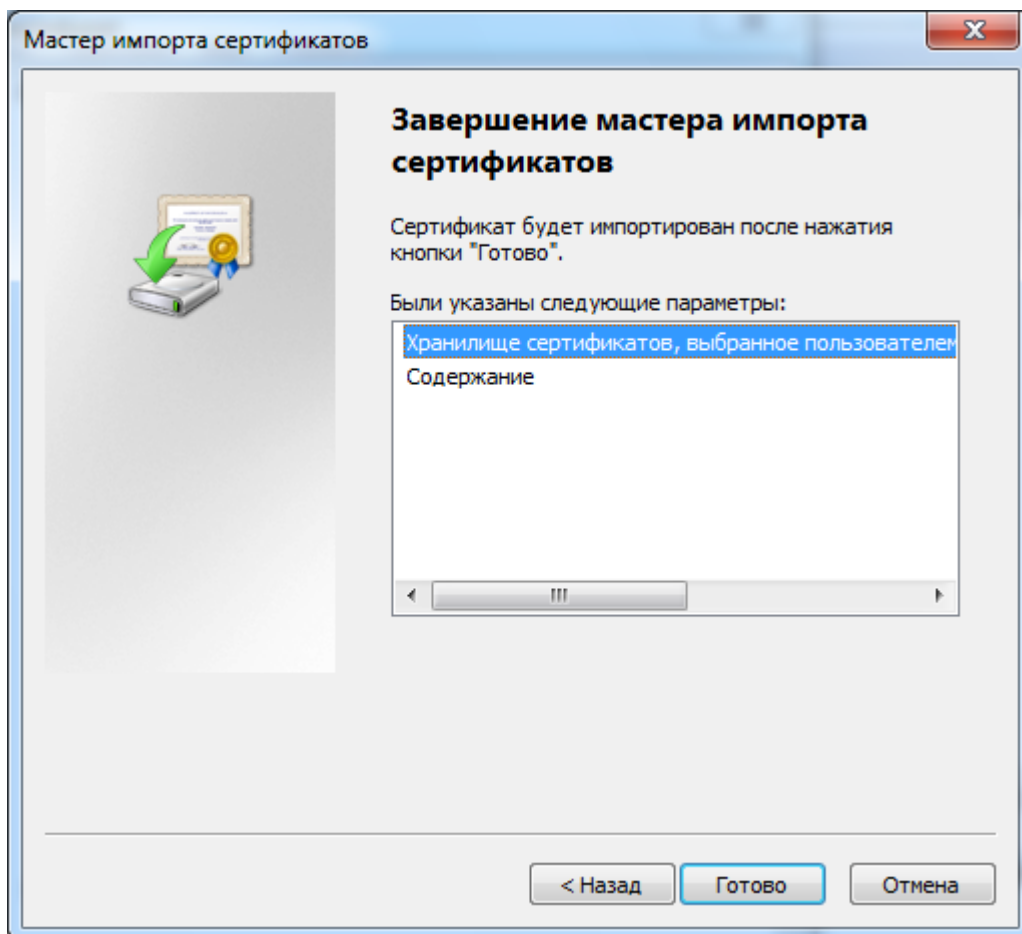 Мастер импорта сертификатов
Завершение мастера импорта
сертификатов
Сертификат будет импортирован после нажатия
кнопки "Готово".
Были указаны следующие параметры:
Хранилище сертификатов, выбранное пользователем
Содержание
< Назад
Готово
Отмена